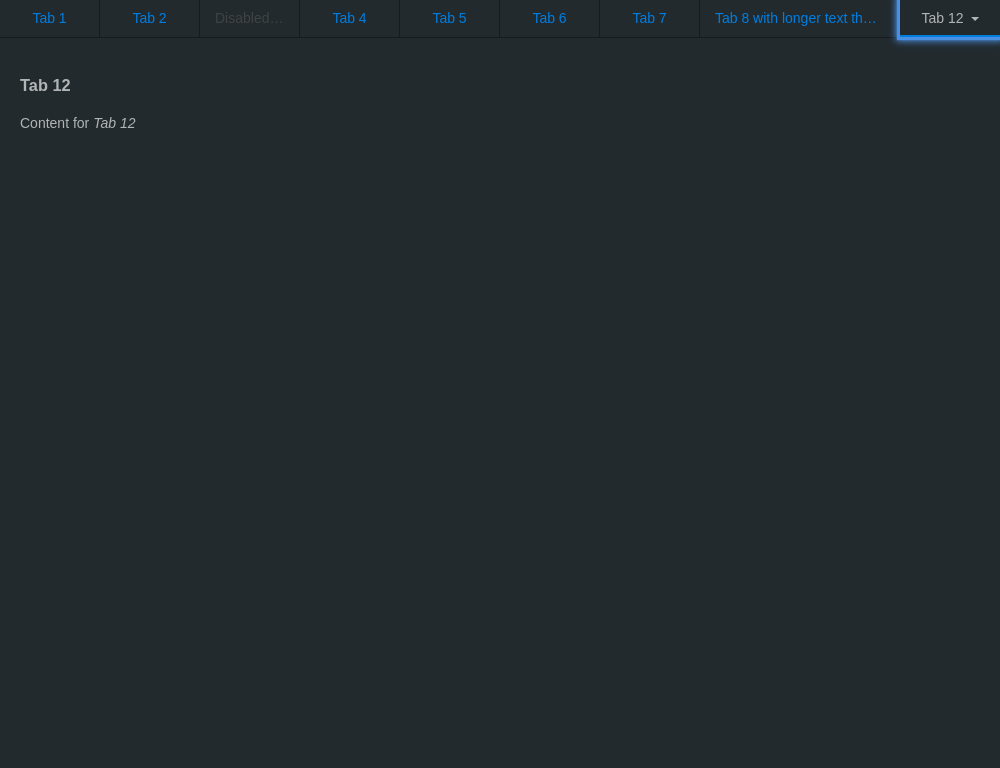 Tab 1 Tab 2 Disabled… Tab 4 Tab 5 Tab 6 Tab 7 Tab 8 with longer text th… Tab 12
Tab 12
Content for Tab 12